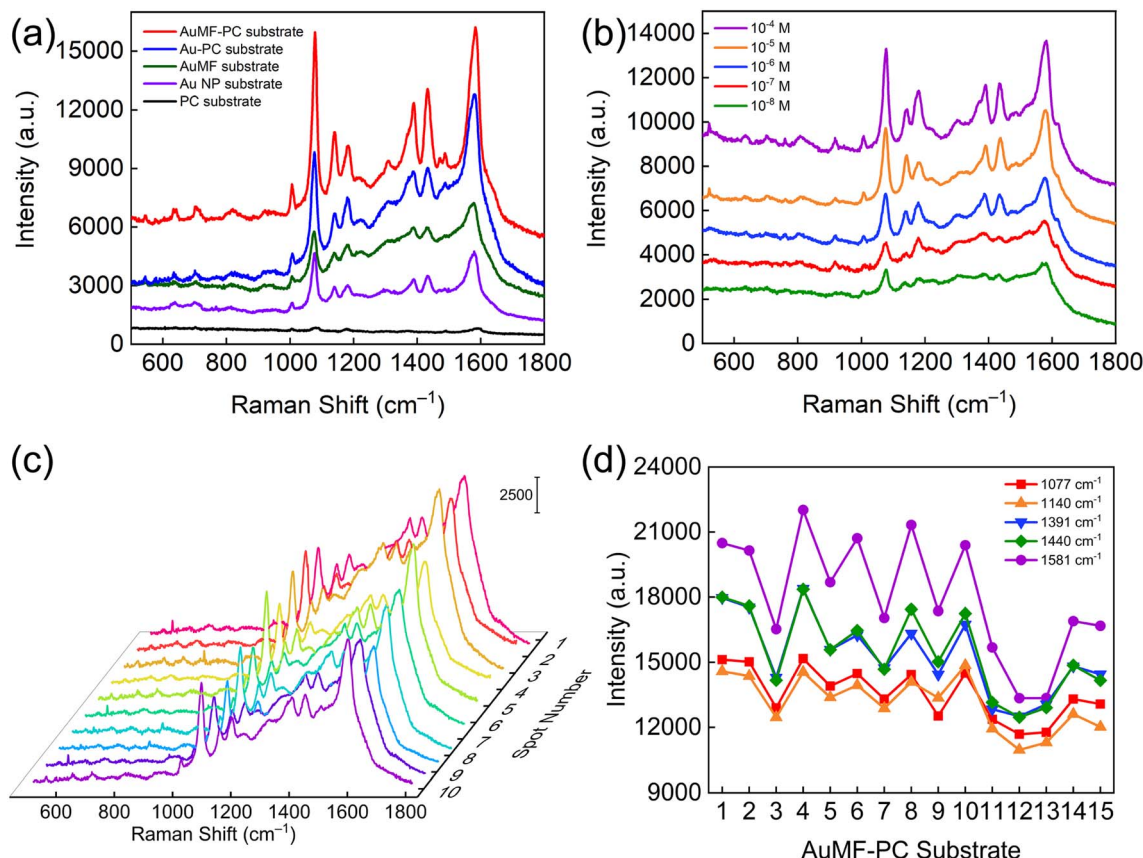 (a)
15000
12000
9000
6000
3000
0
Intensity (a.u.)
AuMF-PC substrate
Au-PC substrate
AuMF substrate
Au NP substrate
PC substrate
600 800 1000 1200 1400 1600 1800
Raman Shift (cm⁻¹)
(b)
14000
12000
10000
8000
6000
4000
2000
0
Intensity (a.u.)
10⁻⁴ M
10⁻⁵ M
10⁻⁶ M
10⁻⁷ M
10⁻⁸ M
600 800 1000 1200 1400 1600 1800
Raman Shift (cm⁻¹)
(c)
2500
1
2
3
4
5
6
7
8
9
10
Spot Number
600 800 1000 1200 1400 1600 1800
Raman Shift (cm⁻¹)
(d)
24000
21000
18000
15000
12000
9000
Intensity (a.u.)
1077 cm⁻¹
1140 cm⁻¹
1391 cm⁻¹
1440 cm⁻¹
1581 cm⁻¹
1 2 3 4 5 6 7 8 9 10 11 12 13 14 15
AuMF-PC Substrate